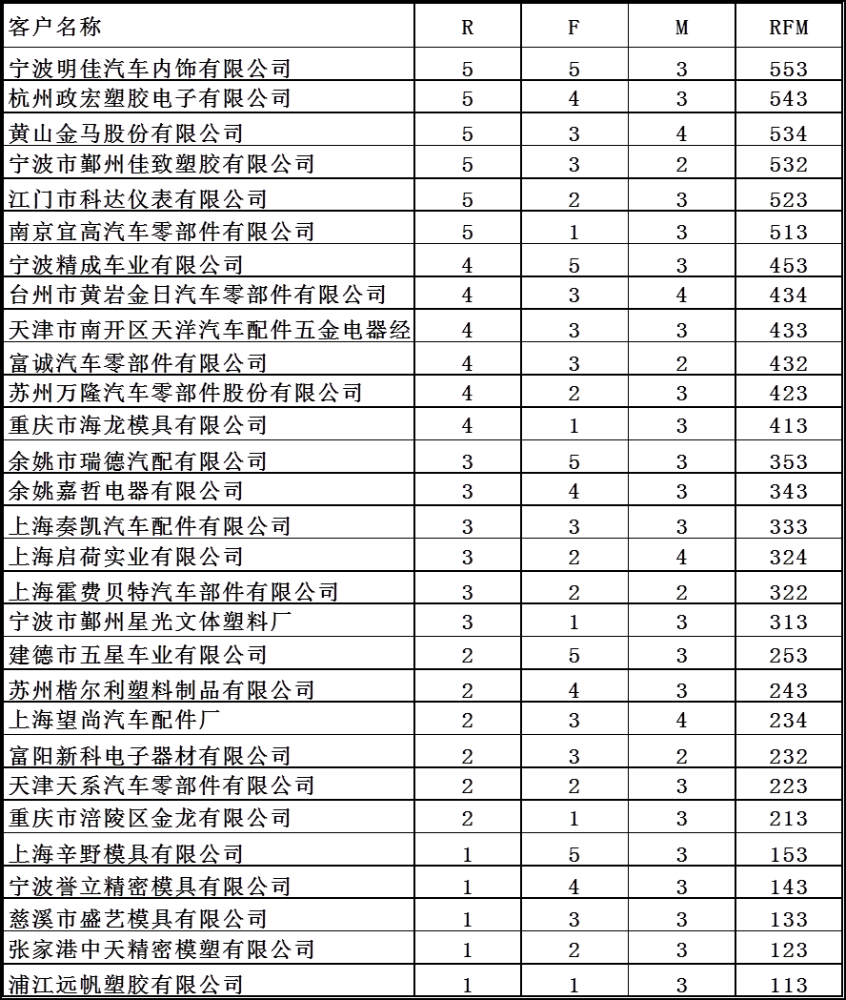 客户名称 R F M RFM
宁波明佳汽车内饰有限公司 5 5 3 553
杭州政宏塑胶电子有限公司 5 4 3 543
黄山金马股份有限公司 5 3 4 534
宁波市鄞州佳致塑胶有限公司 5 3 2 532
江门市科达仪表有限公司 5 2 3 523
南京宜高汽车零部件有限公司 5 1 3 513
宁波精成车业有限公司 4 5 3 453
台州市黄岩金日汽车零部件有限公司 4 3 4 434
天津市南开区天洋汽车配件五金电器经 4 3 3 433
富诚汽车零部件有限公司 4 3 2 432
苏州万隆汽车零部件股份有限公司 4 2 3 423
重庆市海龙模具有限公司 4 1 3 413
余姚市瑞德汽配有限公司 3 5 3 353
余姚嘉哲电器有限公司 3 4 3 343
上海奏凯汽车配件有限公司 3 3 3 333
上海启荷实业有限公司 3 2 4 324
上海霍费贝特汽车部件有限公司 3 2 2 322
宁波市鄞州星光文体塑料厂 3 1 3 313
建德市五星车业有限公司 2 5 3 253
苏州楷尔利塑料制品有限公司 2 4 3 243
上海望尚汽车配件厂 2 3 4 234
富阳新科电子器材有限公司 2 3 2 232
天津天系汽车零部件有限公司 2 2 3 223
重庆市涪陵区金龙有限公司 2 1 3 213
上海辛野模具有限公司 1 5 3 153
宁波誉立精密模具有限公司 1 4 3 143
慈溪市盛艺模具有限公司 1 3 3 133
张家港中天精密模塑有限公司 1 2 3 123
浦江远帆塑胶有限公司 1 1 3 113